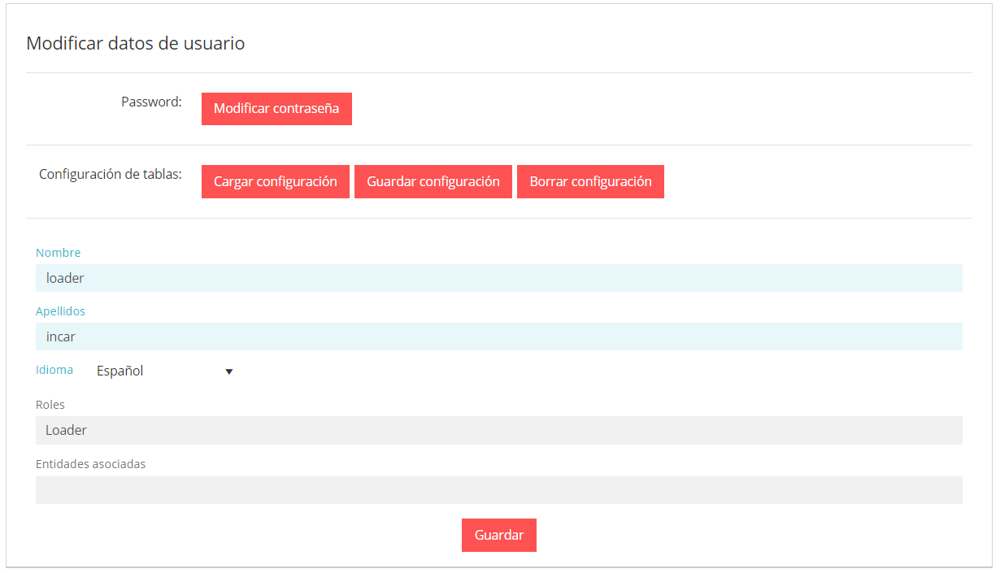 Modificar datos de usuario
Password: Modificar contraseña
Configuración de tablas: Cargar configuración Guardar configuración Borrar configuración
Nombre
loader
Apellidos
incar
Idioma Español
Roles
Loader
Entidades asociadas
Guardar